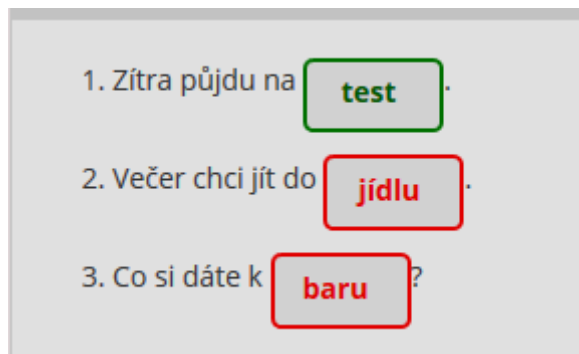 1. Zítra půjdu na test .
2. Večer chci jít do jídlu .
3. Co si dáte k baru ?